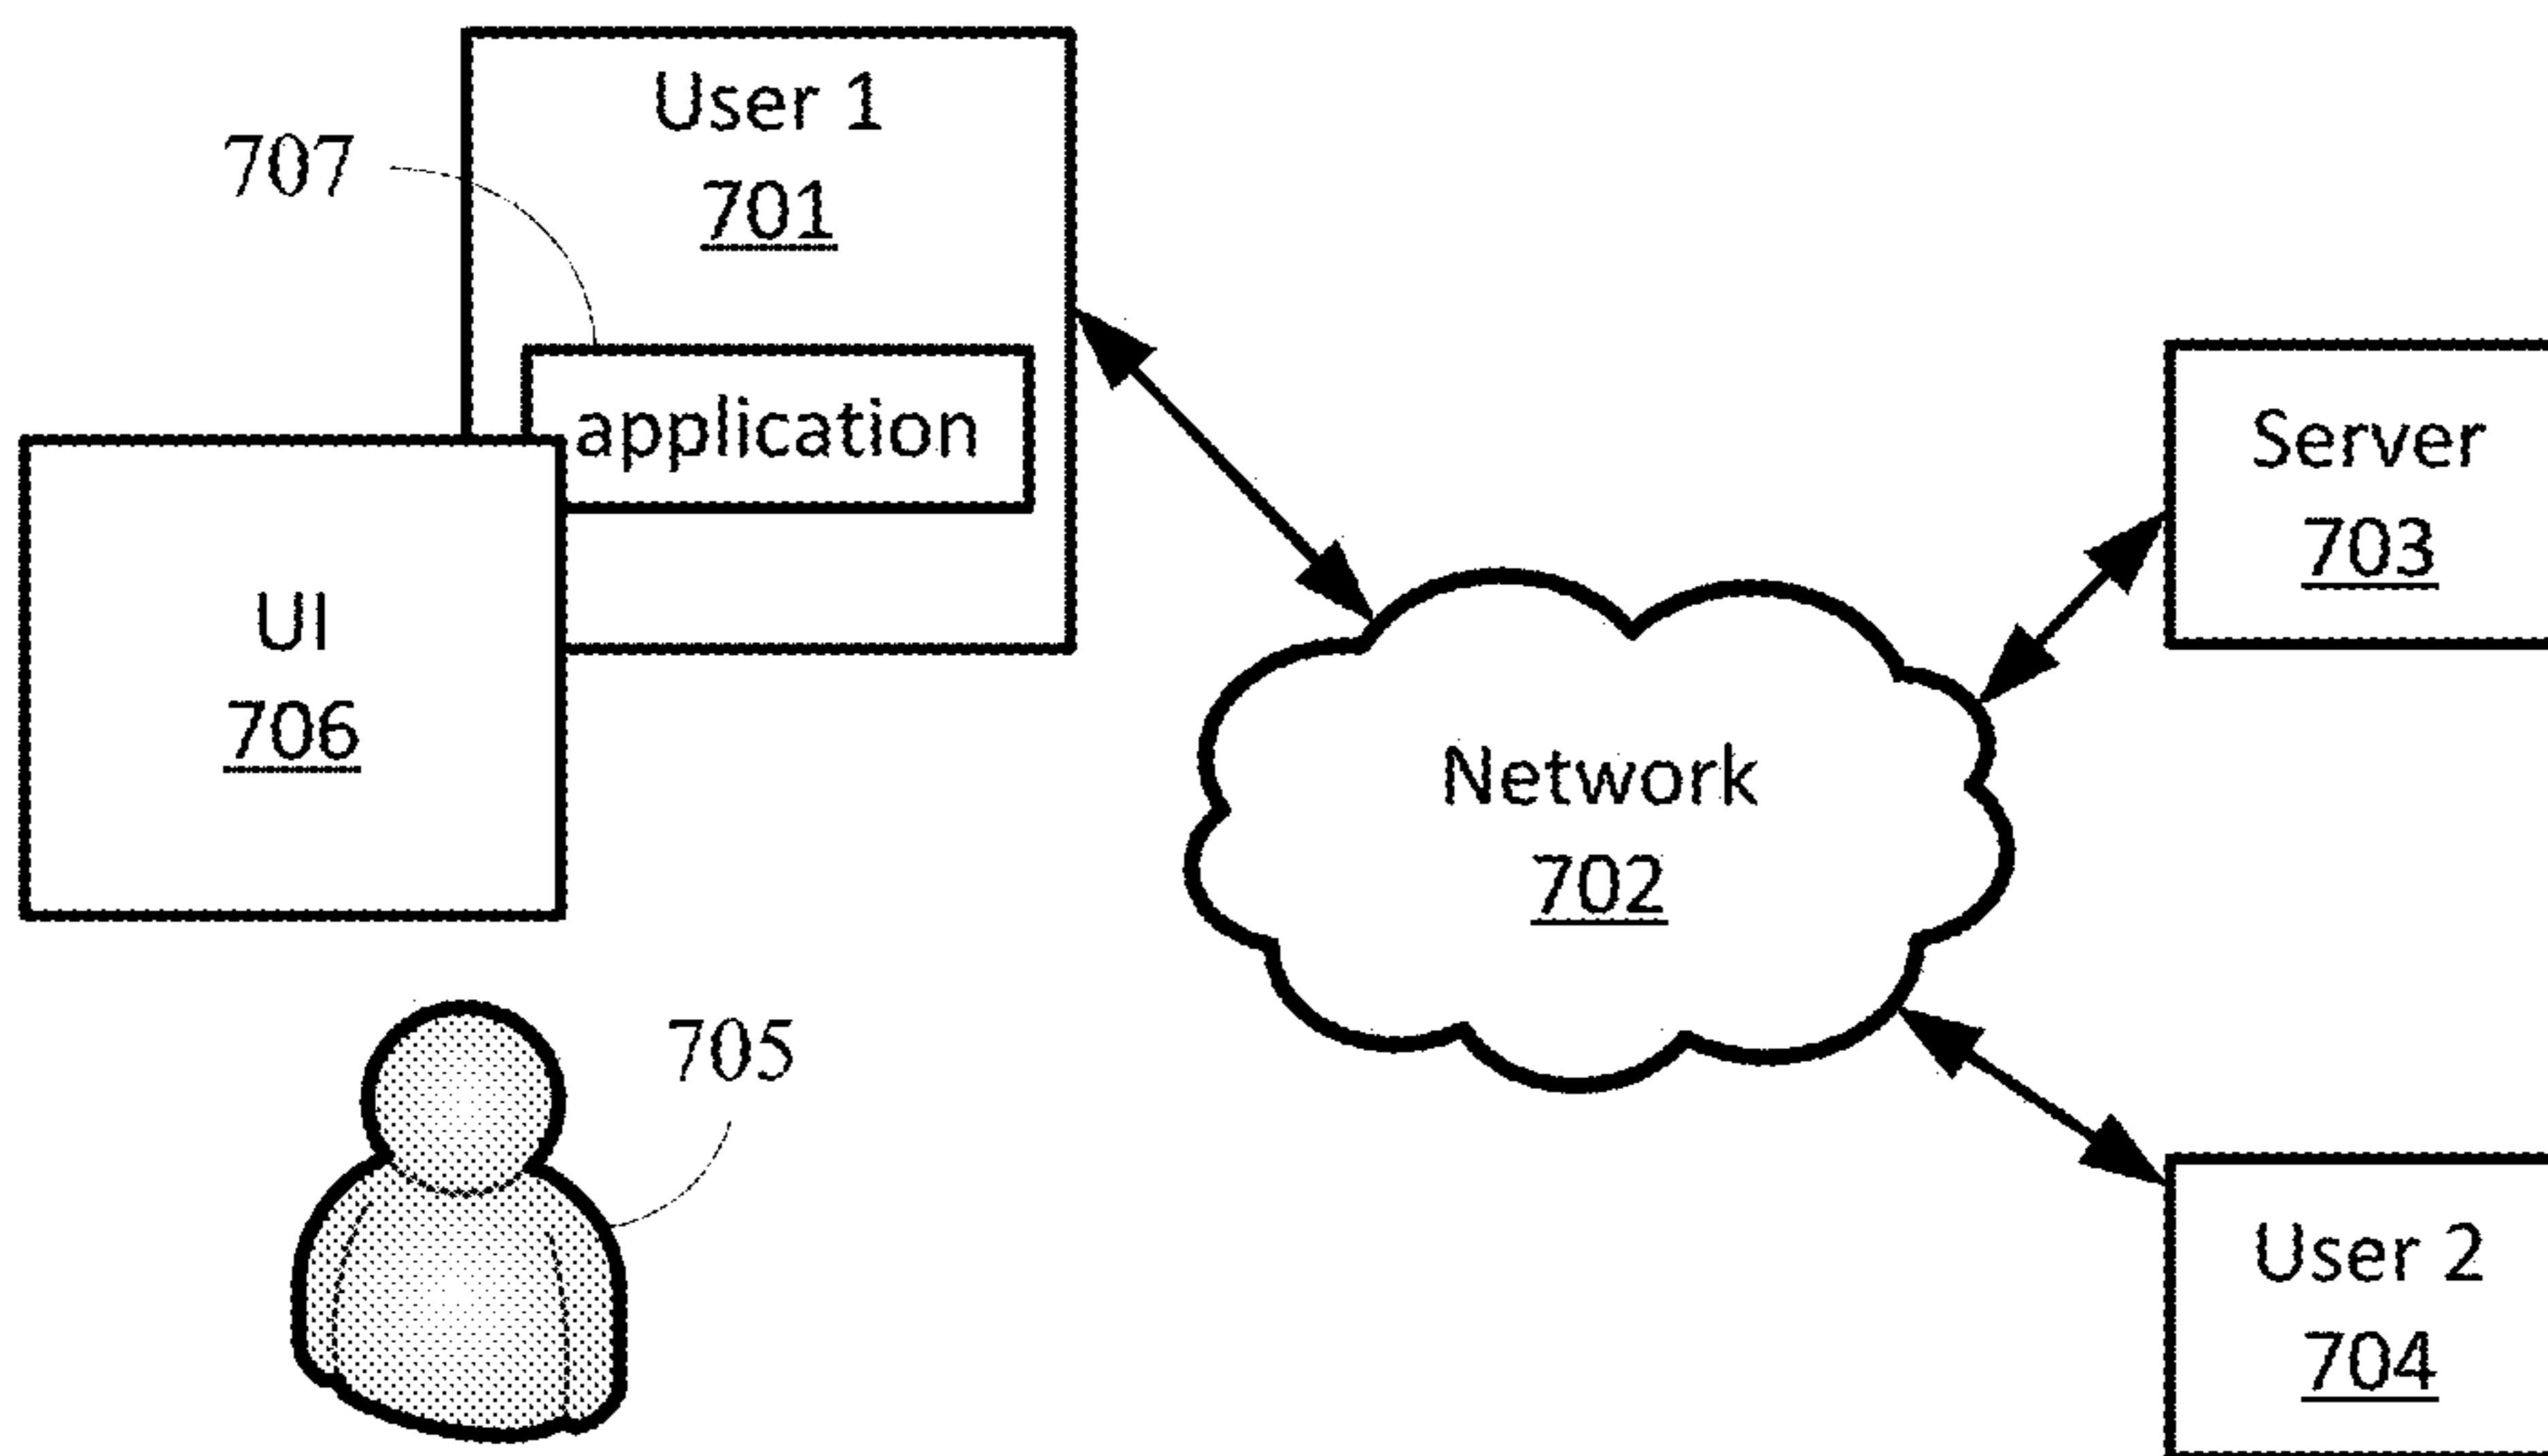 User 1
701
707
application
UI
706
Server
703
Network
702
705
User 2
704